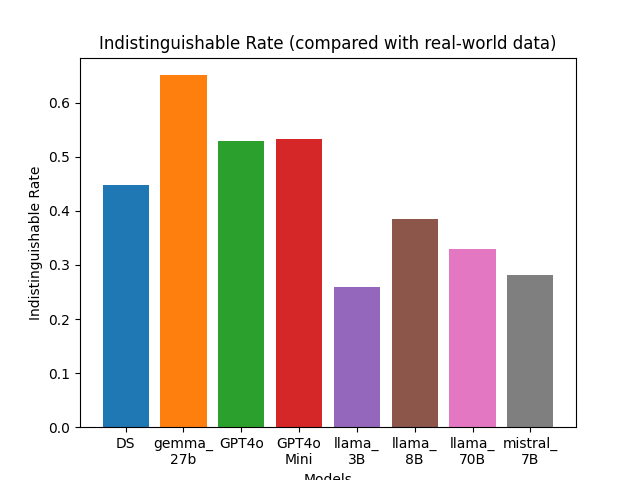 Indistinguishable Rate (compared with real-world data)
Indistinguishable Rate
0.6
0.5
0.4
0.3
0.2
0.1
0.0
DS gemma_ GPT4o GPT4o llama_ llama_ llama_ mistral_
27b Mini 3B 8B 70B 7B
Models